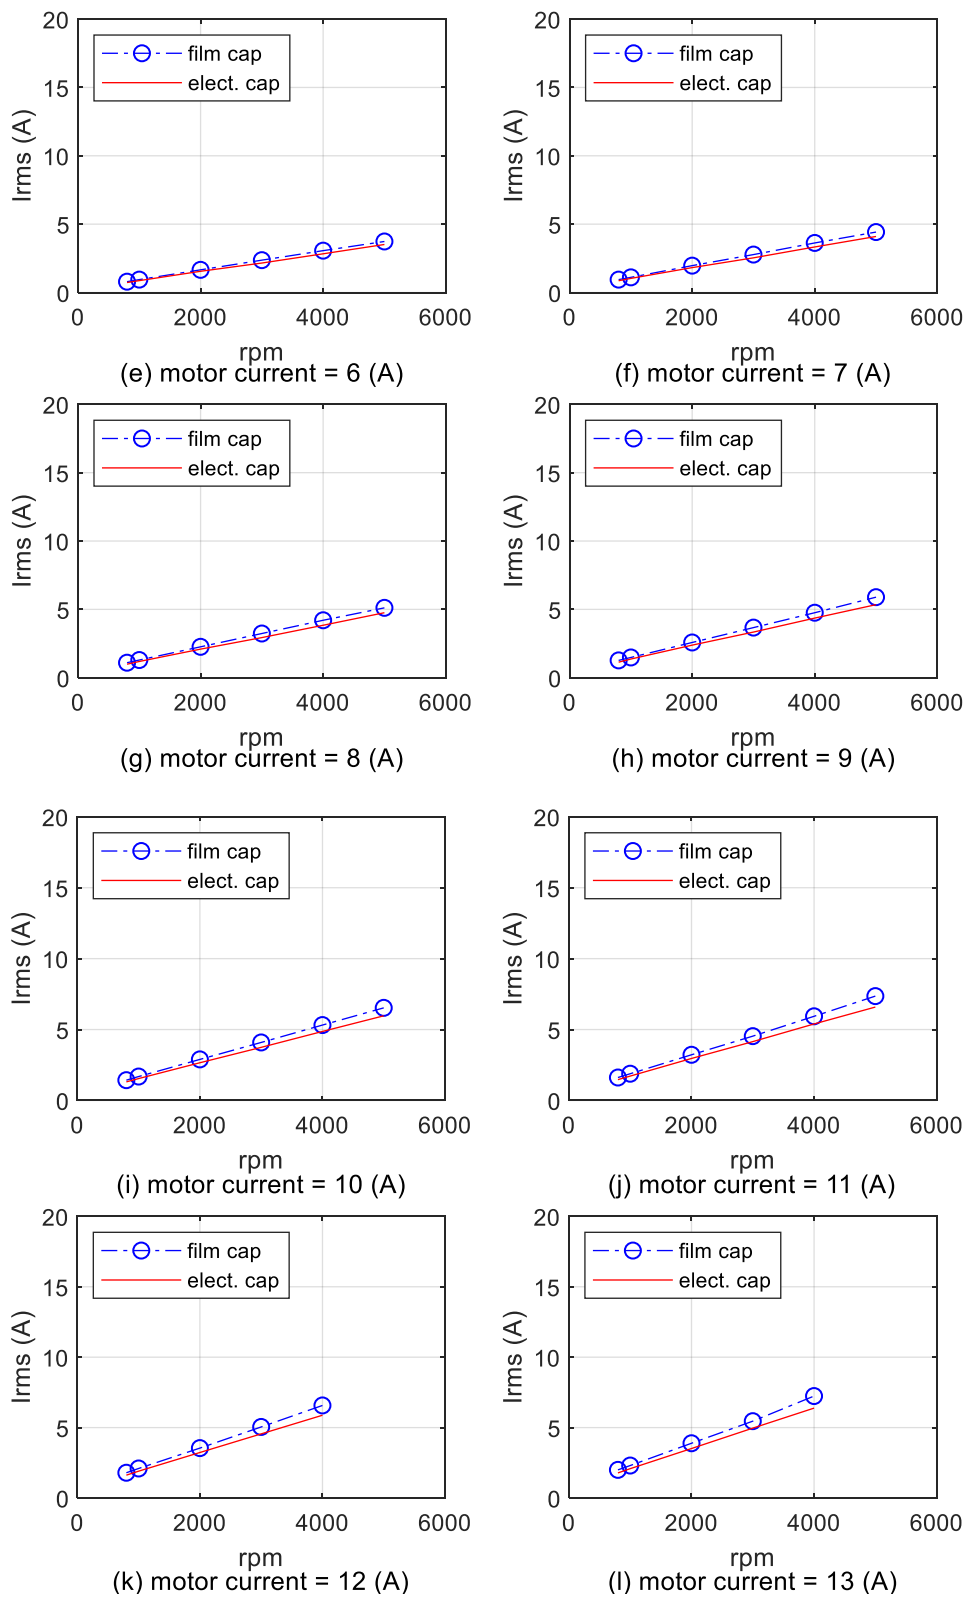 20
15
10
5
0
Irms (A)
film cap
elect. cap
0 2000 4000 6000
rpm
(e) motor current = 6 (A)
20
15
10
5
0
Irms (A)
film cap
elect. cap
0 2000 4000 6000
rpm
(f) motor current = 7 (A)
20
15
10
5
0
Irms (A)
film cap
elect. cap
0 2000 4000 6000
rpm
(g) motor current = 8 (A)
20
15
10
5
0
Irms (A)
film cap
elect. cap
0 2000 4000 6000
rpm
(h) motor current = 9 (A)
20
15
10
5
0
Irms (A)
film cap
elect. cap
0 2000 4000 6000
rpm
(i) motor current = 10 (A)
20
15
10
5
0
Irms (A)
film cap
elect. cap
0 2000 4000 6000
rpm
(j) motor current = 11 (A)
20
15
10
5
0
Irms (A)
film cap
elect. cap
0 2000 4000 6000
rpm
(k) motor current = 12 (A)
20
15
10
5
0
Irms (A)
film cap
elect. cap
0 2000 4000 6000
rpm
(l) motor current = 13 (A)